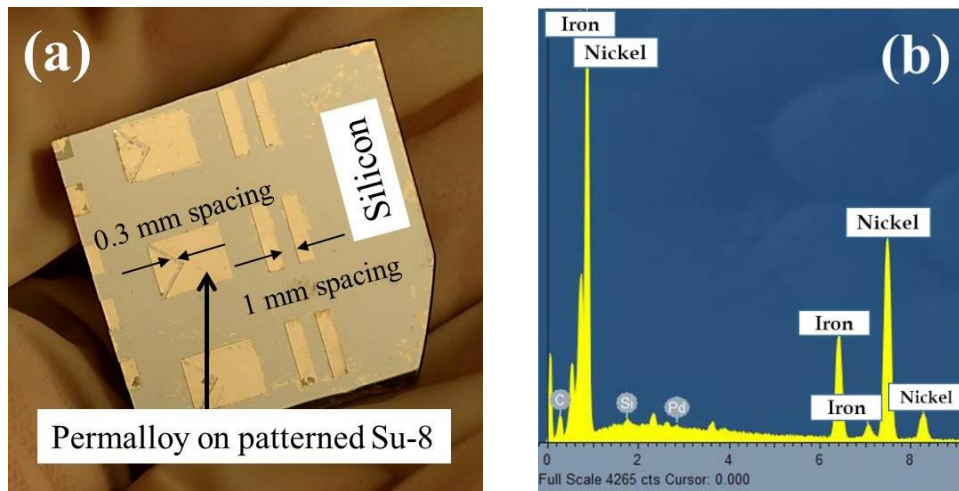 (a)
Silicon
0.3 mm spacing
1 mm spacing
Permalloy on patterned Su-8
(b)
Iron
Nickel
Nickel
Iron
Iron
Nickel
C
Si
Pd
0 2 4 6 8
Full Scale 4265 cts Cursor: 0.000